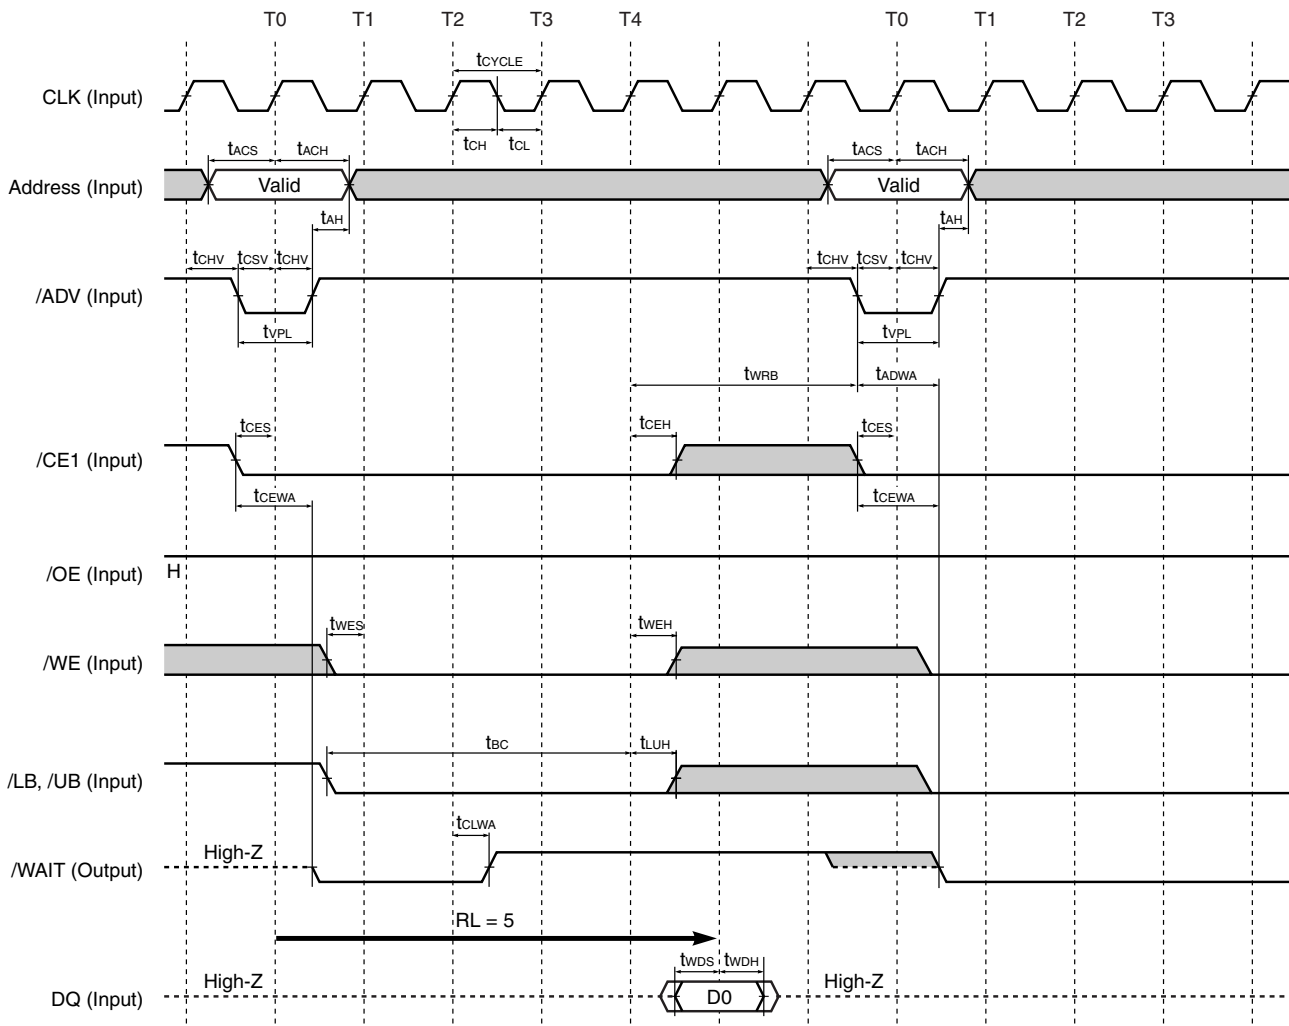 T0 T1 T2 T3 T4 T0 T1 T2 T3
tCYCLE
CLK (Input)
tCH tCL
tACS tACH tACS tACH
Address (Input) Valid Valid
tAH tAH
tCHV tCSV tCHV tCHV tCSV tCHV
/ADV (Input)
tVPL tVPL
tWRB tADWA
tCES tCEH tCES
/CE1 (Input)
tCEWA tCEWA
/OE (Input) H
tWES tWEH
/WE (Input)
tBC tLUH
/LB, /UB (Input)
tCLWA
High-Z
/WAIT (Output)
RL = 5
tWDS tWDH
High-Z High-Z
DQ (Input) D0